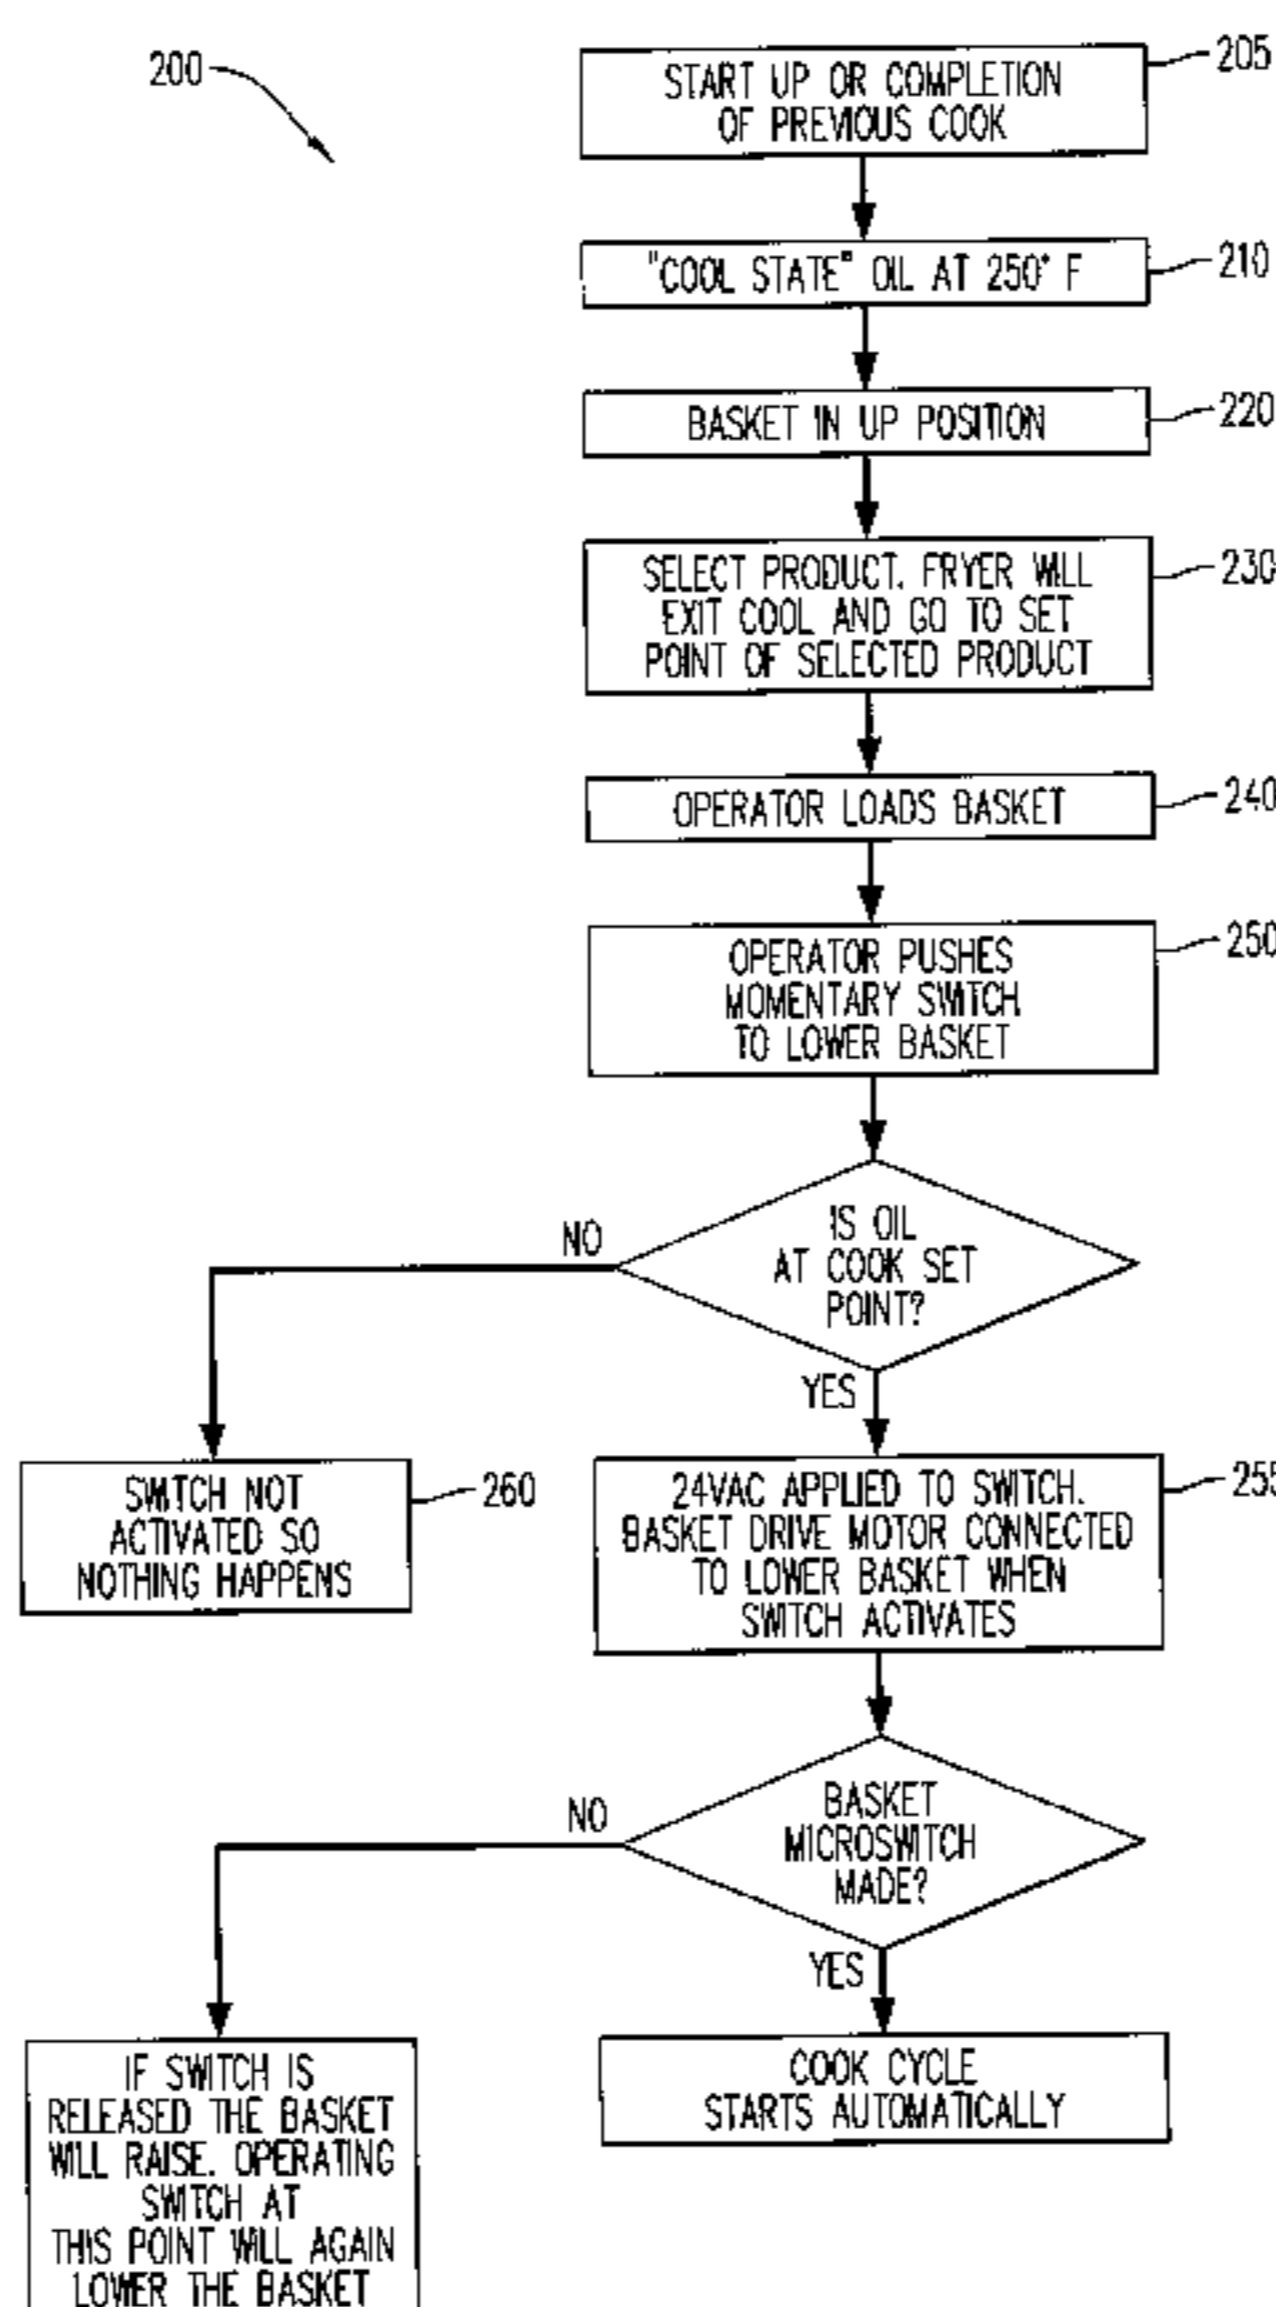 200
205
START UP OR COMPLETION
OF PREVIOUS COOK
"COOL STATE" OIL AT 250° F
210
BASKET IN UP POSITION
220
SELECT PRODUCT. FRYER WILL
EXIT COOL AND GO TO SET
POINT OF SELECTED PRODUCT
230
OPERATOR LOADS BASKET
240
OPERATOR PUSHES
MOMENTARY SWITCH
TO LOWER BASKET
250
IS OIL
AT COOK SET
POINT?
NO
YES
SWITCH NOT
ACTIVATED SO
NOTHING HAPPENS
260
24VAC APPLIED TO SWITCH.
BASKET DRIVE MOTOR CONNECTED
TO LOWER BASKET WHEN
SWITCH ACTIVATES
255
BASKET
MICROSWITCH
MADE?
NO
YES
IF SWITCH IS
RELEASED THE BASKET
WILL RAISE. OPERATING
SWITCH AT
THIS POINT WILL AGAIN
LOWER THE BASKET
COOK CYCLE
STARTS AUTOMATICALLY